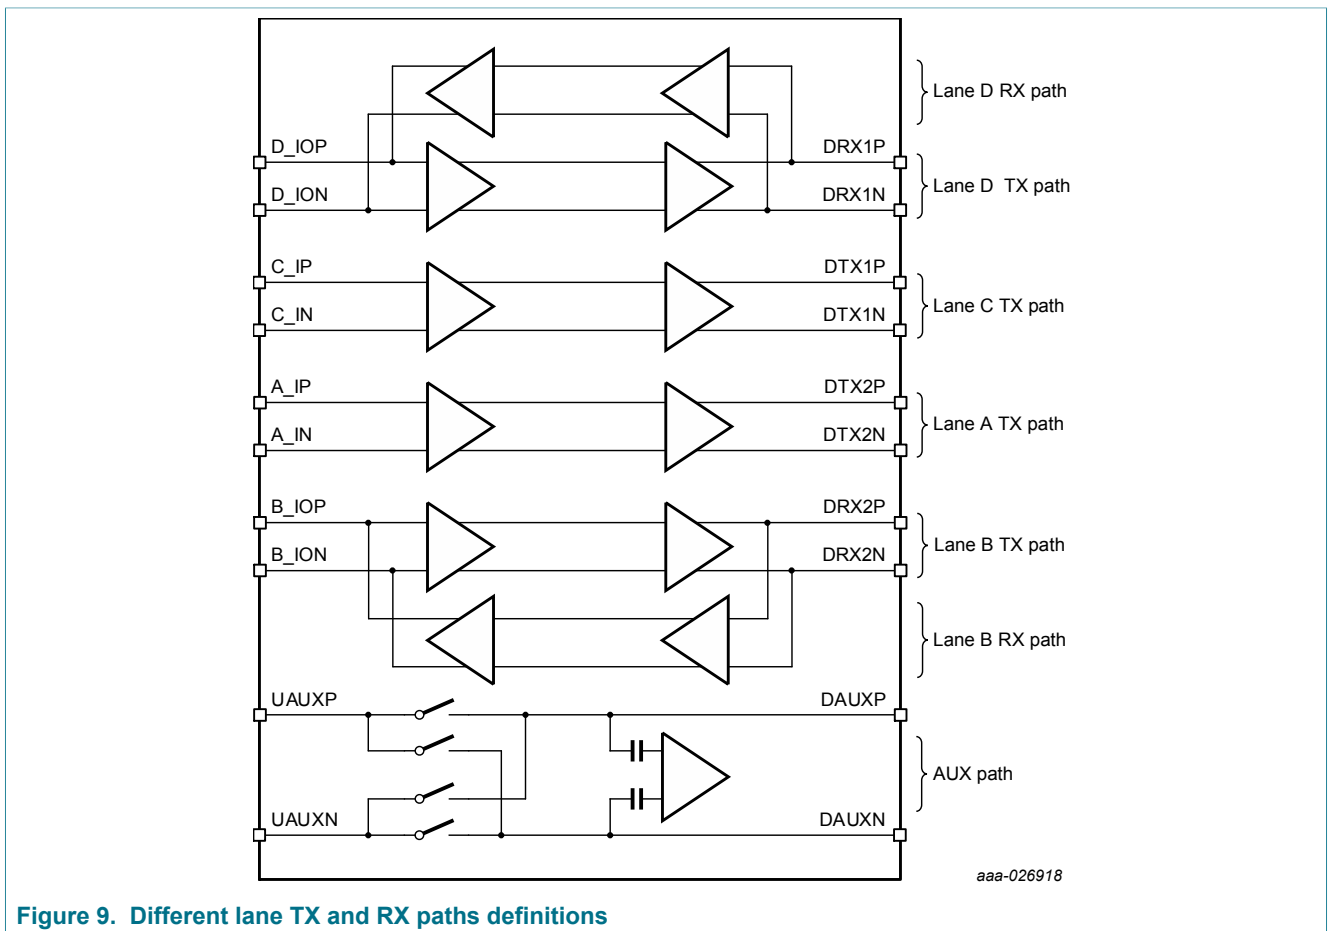 Lane D RX path
D_IOP
DRX1P
D_ION
DRX1N
Lane D TX path
C_IP
DTX1P
C_IN
DTX1N
Lane C TX path
A_IP
DTX2P
A_IN
DTX2N
Lane A TX path
B_IOP
DRX2P
B_ION
DRX2N
Lane B TX path
Lane B RX path
UAUXP
DAUXP
AUX path
UAUXN
DAUXN
aaa-026918
Figure 9. Different lane TX and RX paths definitions